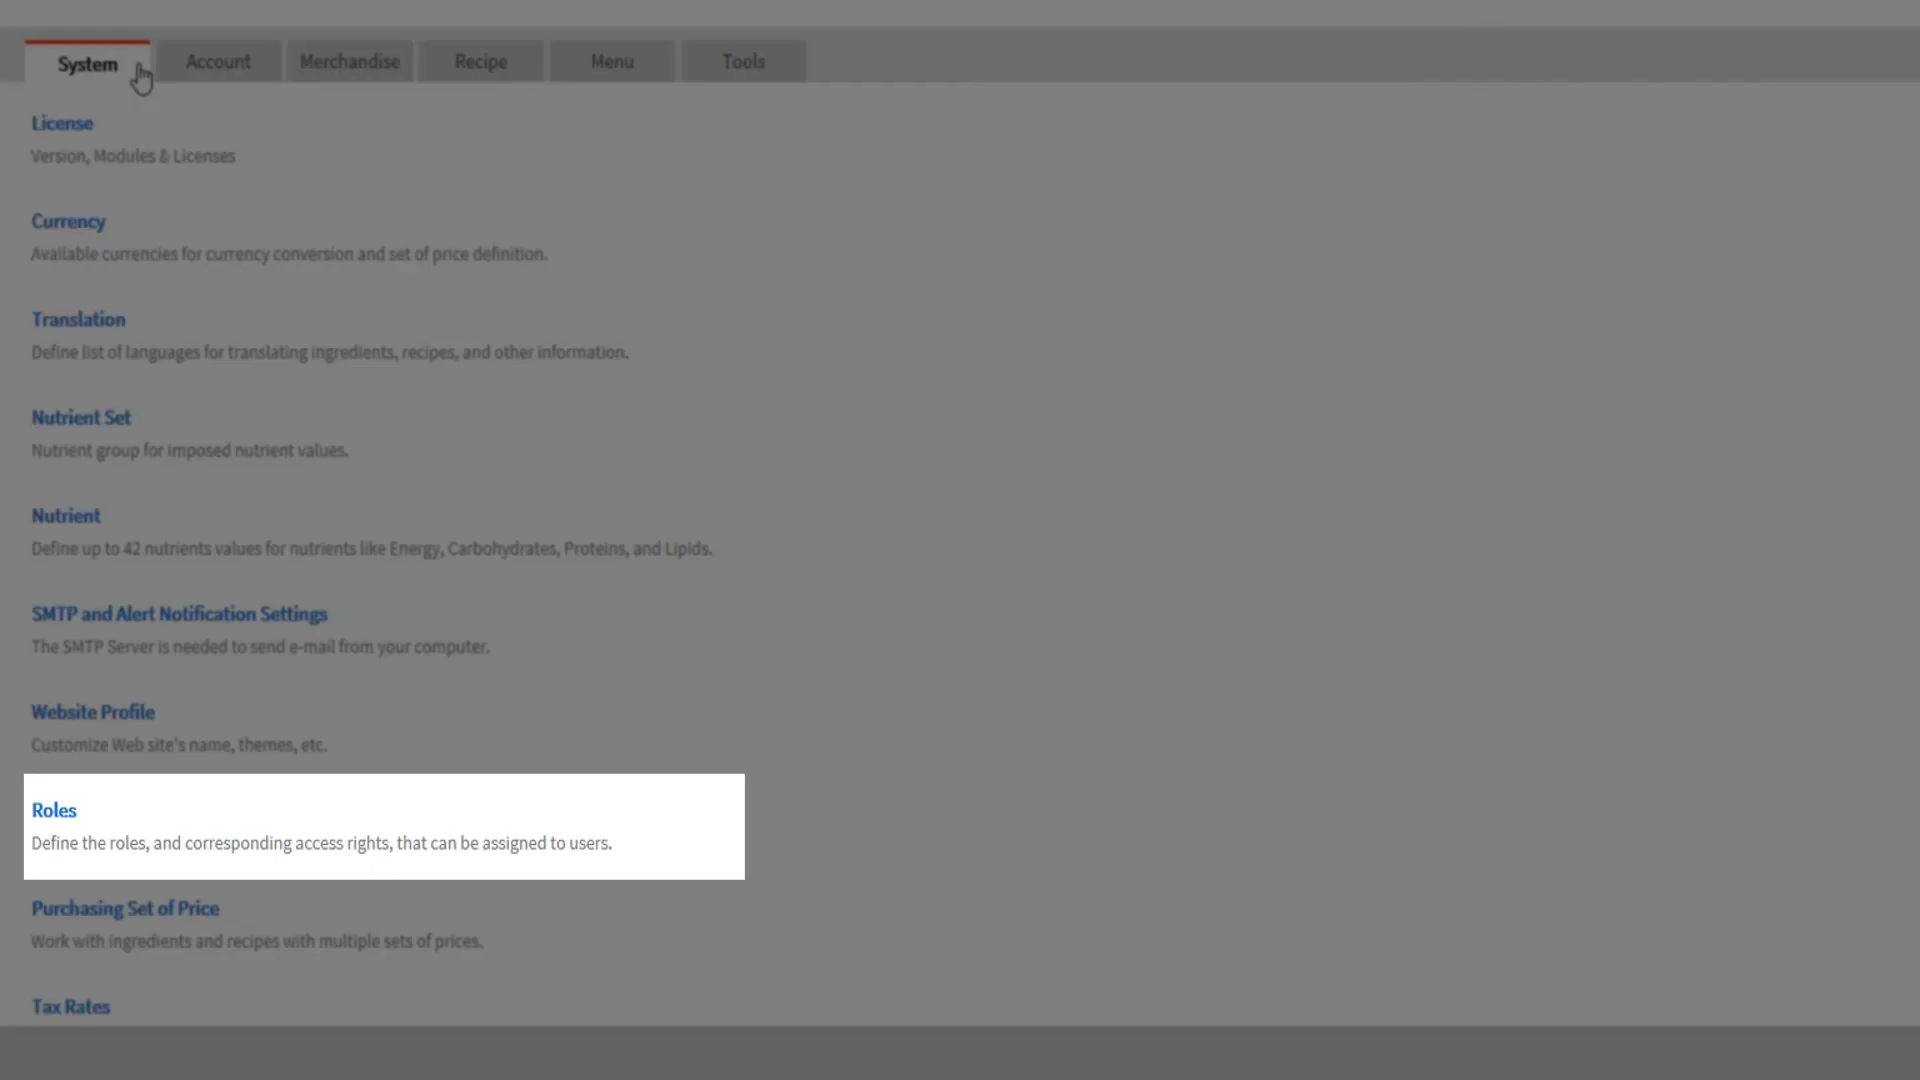 System Account Merchandise Recipe Menu Tools
License
Version, Modules & Licenses
Currency
Available currencies for currency conversion and set of price definition.
Translation
Define list of languages for translating ingredients, recipes, and other information.
Nutrient Set
Nutrient group for imposed nutrient values.
Nutrient
Define up to 42 nutrients values for nutrients like Energy, Carbohydrates, Proteins, and Lipids.
SMTP and Alert Notification Settings
The SMTP Server is needed to send e-mail from your computer.
Website Profile
Customize Web site's name, themes, etc.
Roles
Define the roles, and corresponding access rights, that can be assigned to users.
Purchasing Set of Price
Work with ingredients and recipes with multiple sets of prices.
Tax Rates